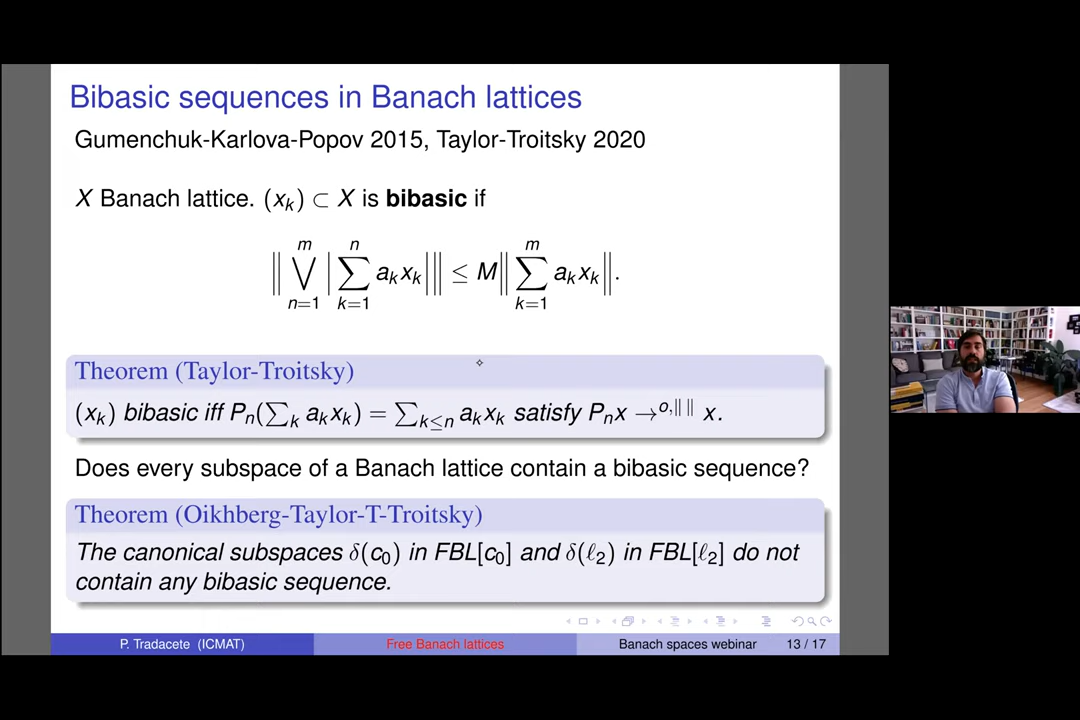 Bibasic sequences in Banach lattices
Gumenchuk-Karlova-Popov 2015, Taylor-Troitsky 2020
X Banach lattice. (xₖ) ⊂ X is bibasic if
‖ ⋁ₙ₌₁ᵐ | ∑ₖ₌₁ⁿ aₖxₖ | ‖ ≤ M ‖ ∑ₖ₌₁ᵐ aₖxₖ ‖.
Theorem (Taylor-Troitsky)
(xₖ) bibasic iff Pₙ(∑ₖ aₖxₖ) = ∑ₖ≤ₙ aₖxₖ satisfy Pₙx →^{o,‖ ‖} x.
Does every subspace of a Banach lattice contain a bibasic sequence?
Theorem (Oikhberg-Taylor-T-Troitsky)
The canonical subspaces δ(c₀) in FBL[c₀] and δ(ℓ₂) in FBL[ℓ₂] do not
contain any bibasic sequence.
P. Tradacete (ICMAT) Free Banach lattices Banach spaces webinar 13 / 17